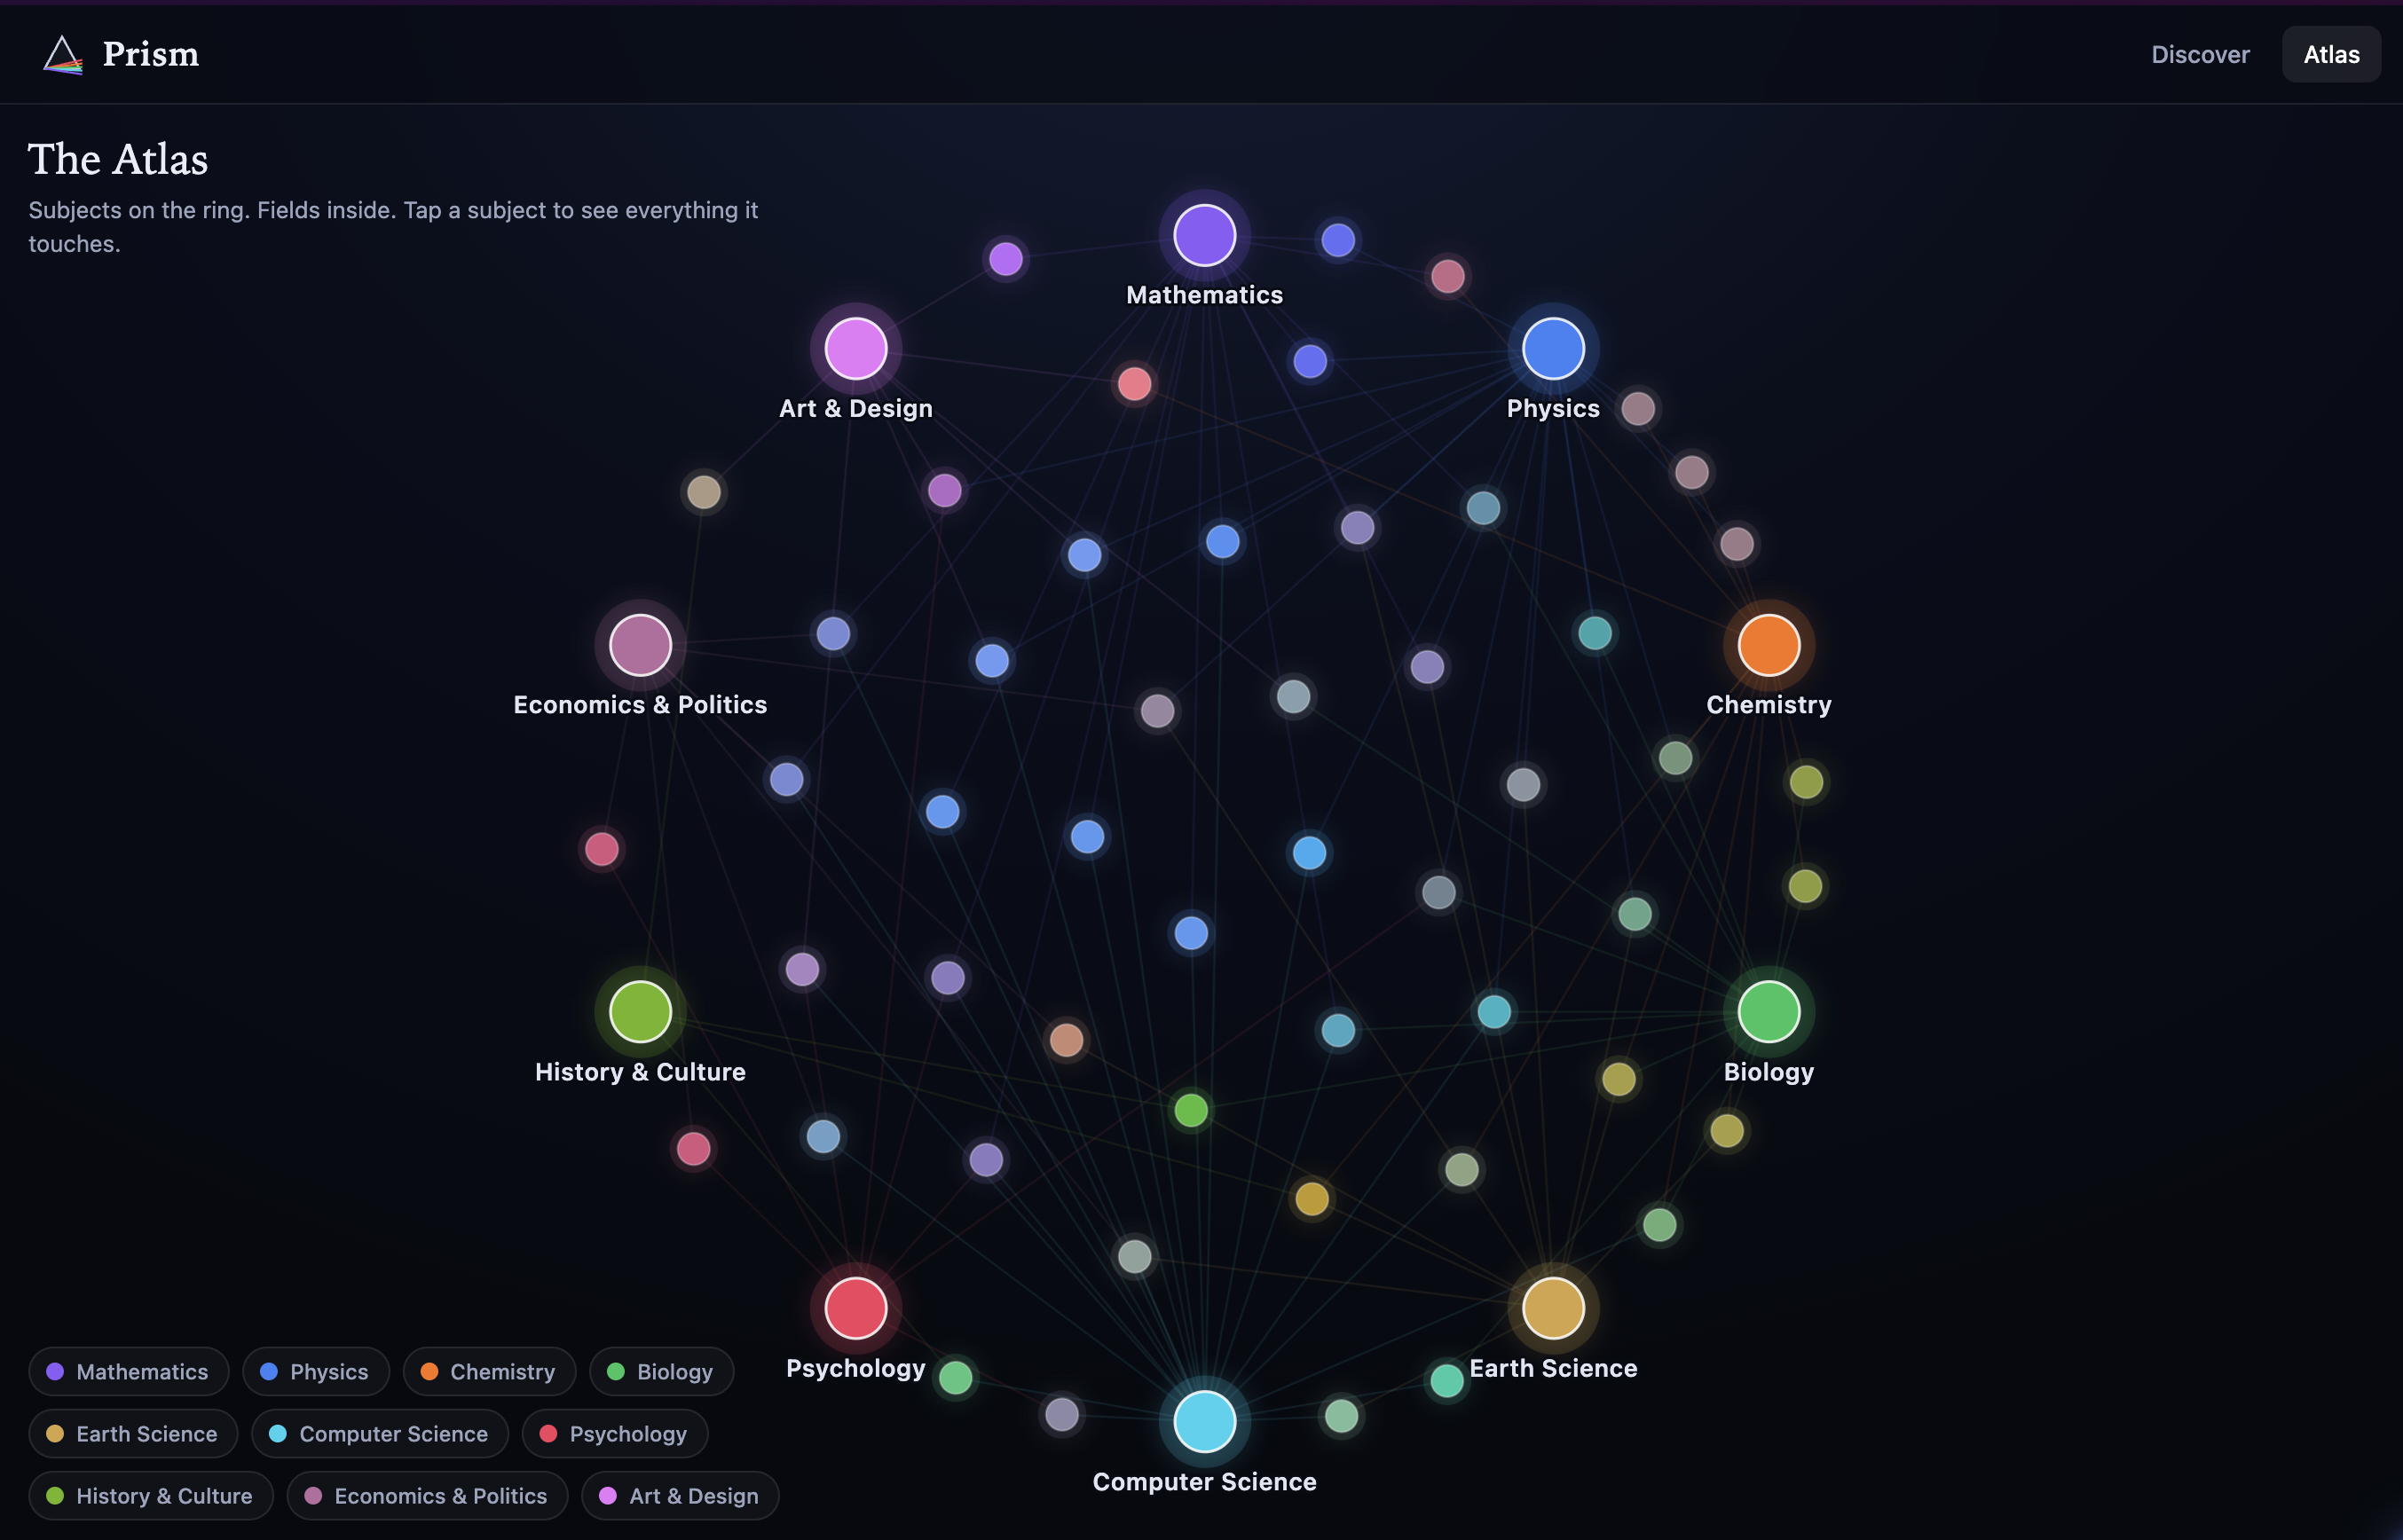 Prism
Discover
Atlas
The Atlas
Subjects on the ring. Fields inside. Tap a subject to see everything it
touches.
Mathematics
Art & Design
Physics
Economics & Politics
Chemistry
History & Culture
Biology
Psychology
Earth Science
Computer Science
Mathematics
Physics
Chemistry
Biology
Earth Science
Computer Science
Psychology
History & Culture
Economics & Politics
Art & Design